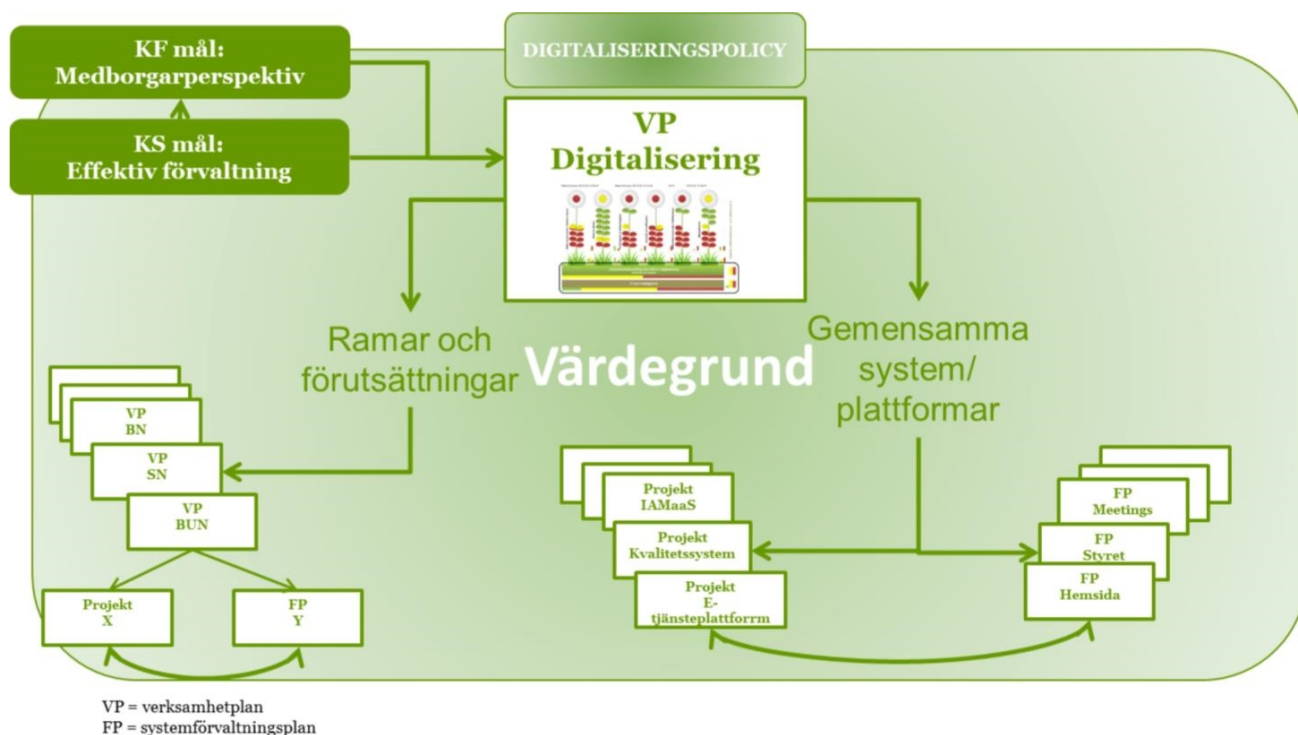 KF mål:
Medborgarperspektiv
KS mål:
Effektiv förvaltning
DIGITALISERINGSPOLICY
VP
Digitalisering
Ramar och
förutsättningar
Värdegrund
Gemensamma
system/
plattformar
VP
BN
VP
SN
VP
BUN
Projekt
X
FP
Y
Projekt
IAMaaS
Projekt
Kvalitetssystem
Projekt
E-
tjänsteplattforrm
FP
Meetings
FP
Styret
FP
Hemsida
VP = verksamhetplan
FP = systemförvaltningsplan